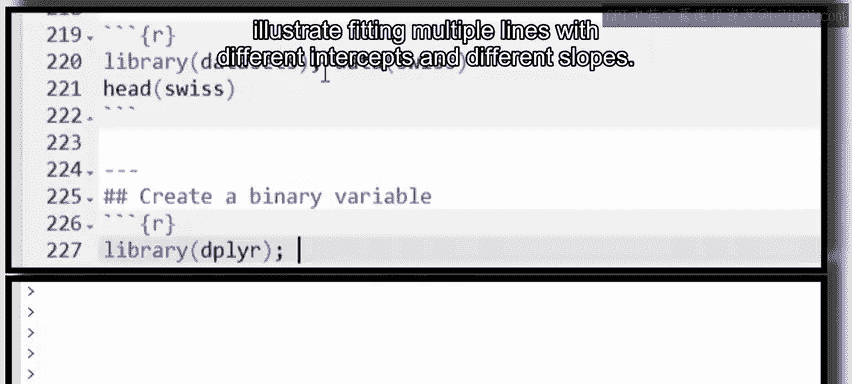 illustrate fitting multiple lines with
different intercepts and different slopes.
219 ```{r}
220 library(
221 head(swiss)
222 ```
223
224 ---
225 ## Create a binary variable
226 ```{r}
227 library(dplyr);
>
>
>
>
>